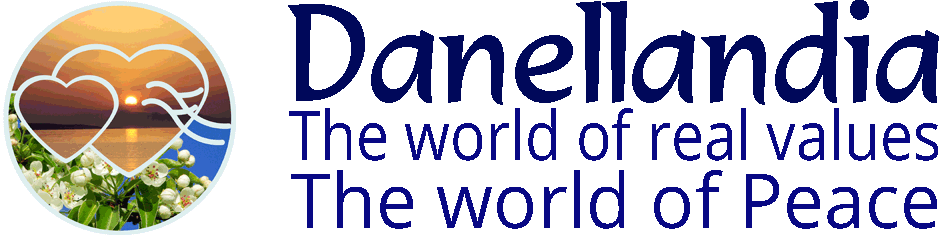 Danellandia
The world of real values
The world of Peace